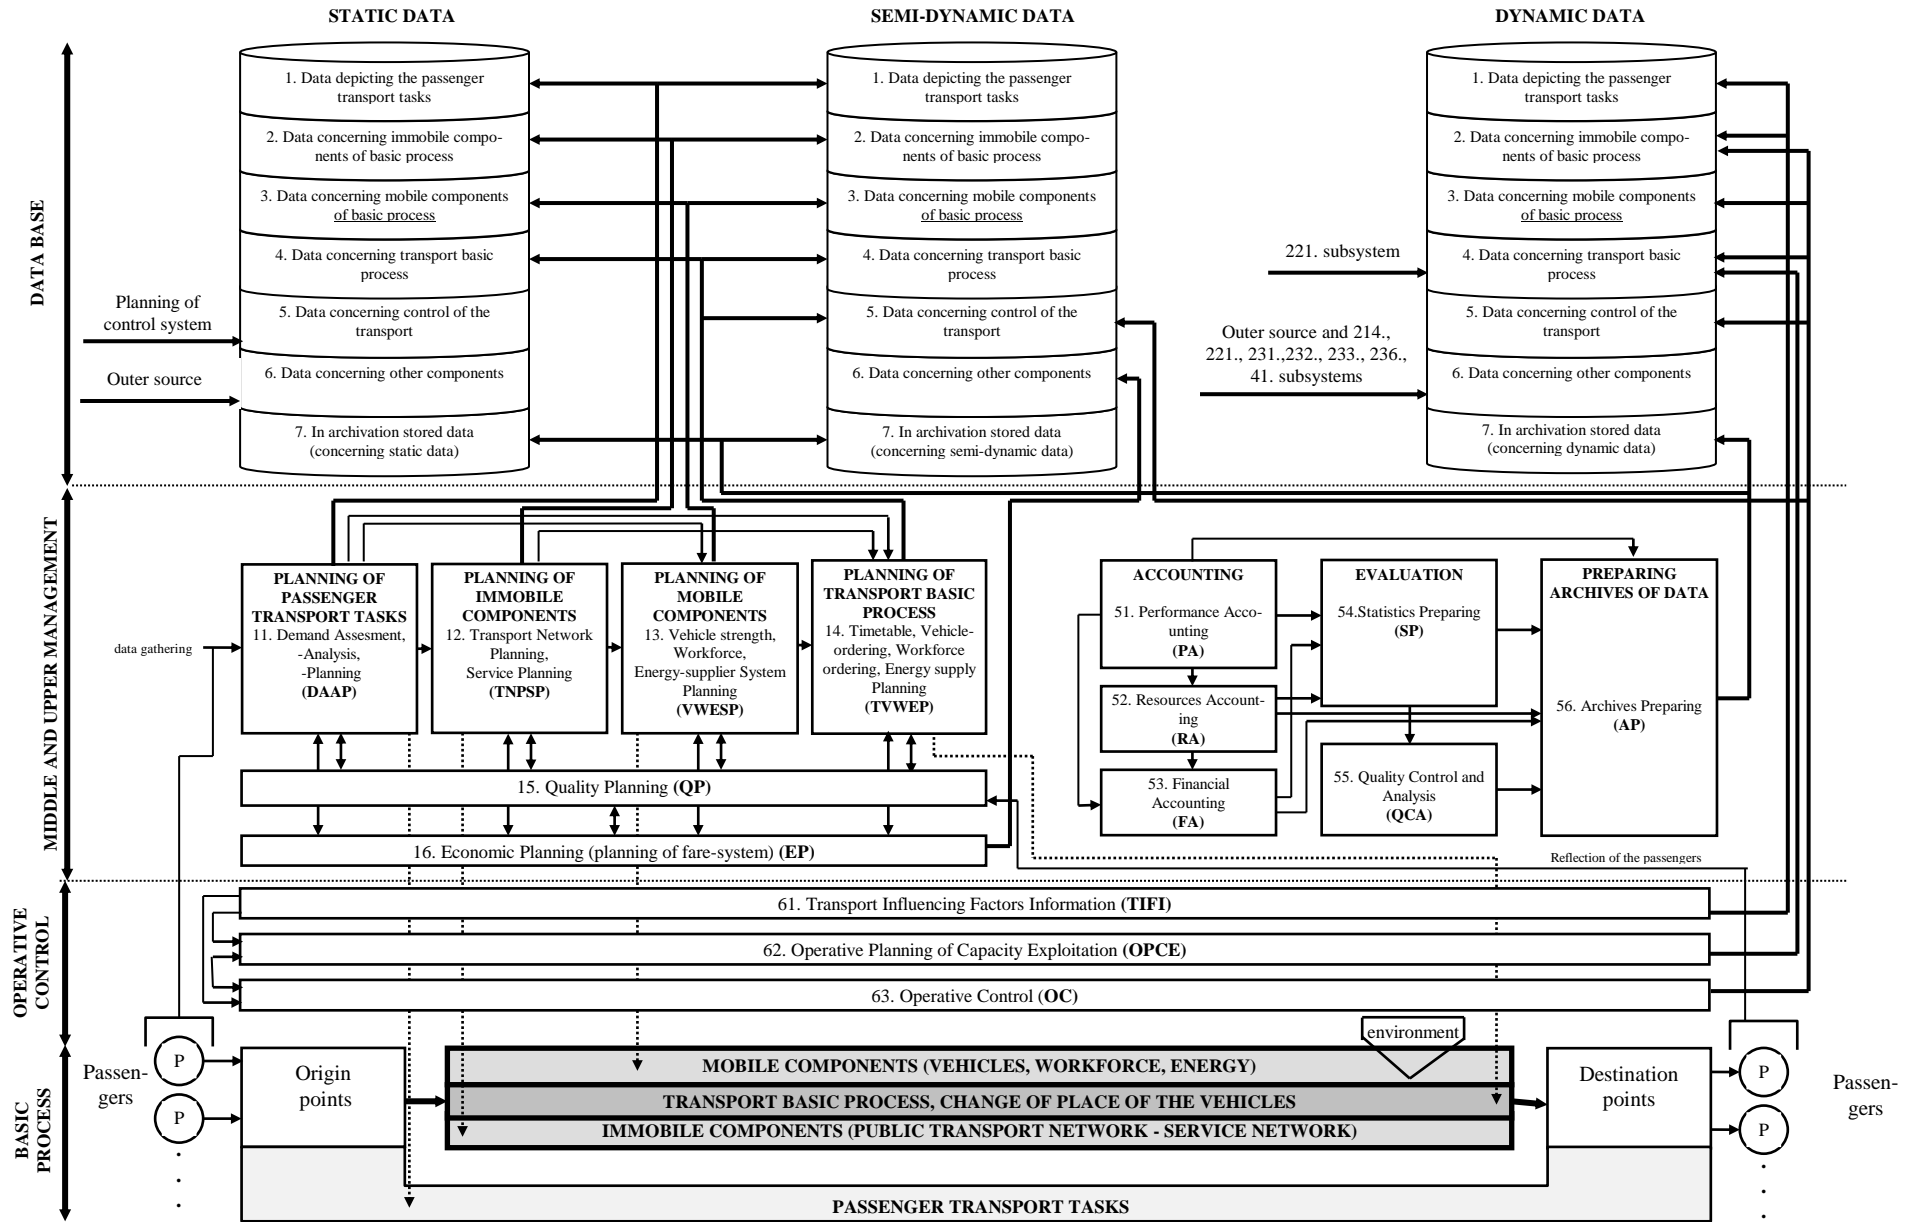 STATIC DATA
SEMI-DYNAMIC DATA
DYNAMIC DATA
DATA BASE
1. Data depicting the passenger
transport tasks
2. Data concerning immobile compo-
nents of basic process
3. Data concerning mobile components
of basic process
4. Data concerning transport basic
process
5. Data concerning control of the
transport
6. Data concerning other components
7. In archivation stored data
(concerning static data)
Planning of
control system
Outer source
1. Data depicting the passenger
transport tasks
2. Data concerning immobile compo-
nents of basic process
3. Data concerning mobile components
of basic process
4. Data concerning transport basic
process
5. Data concerning control of the
transport
6. Data concerning other components
7. In archivation stored data
(concerning semi-dynamic data)
221. subsystem
Outer source and 214.,
221., 231.,232., 233., 236.,
41. subsystems
1. Data depicting the passenger
transport tasks
2. Data concerning immobile compo-
nents of basic process
3. Data concerning mobile components
of basic process
4. Data concerning transport basic
process
5. Data concerning control of the
transport
6. Data concerning other components
7. In archivation stored data
(concerning dynamic data)
MIDDLE AND UPPER MANAGEMENT
data gathering
PLANNING OF
PASSENGER
TRANSPORT TASKS
11. Demand Assesment,
-Analysis,
-Planning
(DAAP)
PLANNING OF
IMMOBILE
COMPONENTS
12. Transport Network
Planning,
Service Planning
(TNPSP)
PLANNING OF
MOBILE
COMPONENTS
13. Vehicle strength,
Workforce,
Energy-supplier System
Planning
(VWESP)
PLANNING OF
TRANSPORT BASIC
PROCESS
14. Timetable, Vehicle-
ordering, Workforce
ordering, Energy supply
Planning
(TVWEP)
15. Quality Planning (QP)
16. Economic Planning (planning of fare-system) (EP)
ACCOUNTING
51. Performance Acco-
unting
(PA)
52. Resources Account-
ing
(RA)
53. Financial
Accounting
(FA)
EVALUATION
54.Statistics Preparing
(SP)
55. Quality Control and
Analysis
(QCA)
PREPARING
ARCHIVES OF DATA
56. Archives Preparing
(AP)
Reflection of the passengers
OPERATIVE
CONTROL
61. Transport Influencing Factors Information (TIFI)
62. Operative Planning of Capacity Exploitation (OPCE)
63. Operative Control (OC)
BASIC
PROCESS
Passen-
gers
P
P
Origin
points
environment
MOBILE COMPONENTS (VEHICLES, WORKFORCE, ENERGY)
TRANSPORT BASIC PROCESS, CHANGE OF PLACE OF THE VEHICLES
IMMOBILE COMPONENTS (PUBLIC TRANSPORT NETWORK - SERVICE NETWORK)
Destination
points
P
P
Passen-
gers
PASSENGER TRANSPORT TASKS